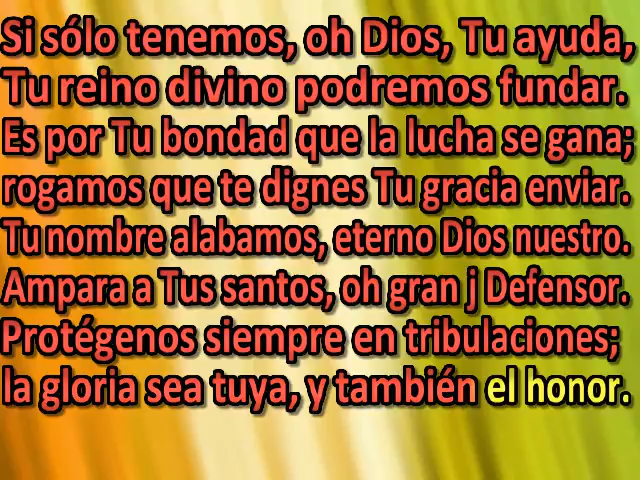 Si sólo tenemos, oh Dios, Tu ayuda,
Tu reino divino podremos fundar.
Es por Tu bondad que la lucha se gana;
rogamos que te dignes Tu gracia enviar.
Tu nombre alabamos, eterno Dios nuestro.
Ampara a Tus santos, oh gran j Defensor.
Protégenos siempre en tribulaciones;
la gloria sea tuya, y también el honor.